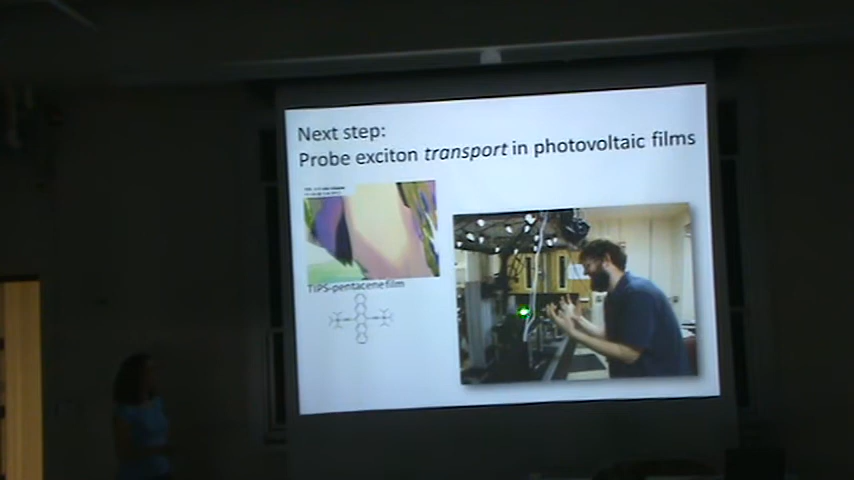 Next step:
Probe exciton transport in photovoltaic films
TIPS-pentacene film